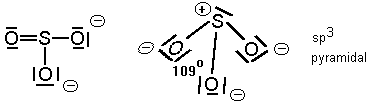 ⊖
O=S—O| ⊖
|O| ⊖
⊕
S
⊖ O O ⊖
109°
|O| ⊖
sp³
pyramidal